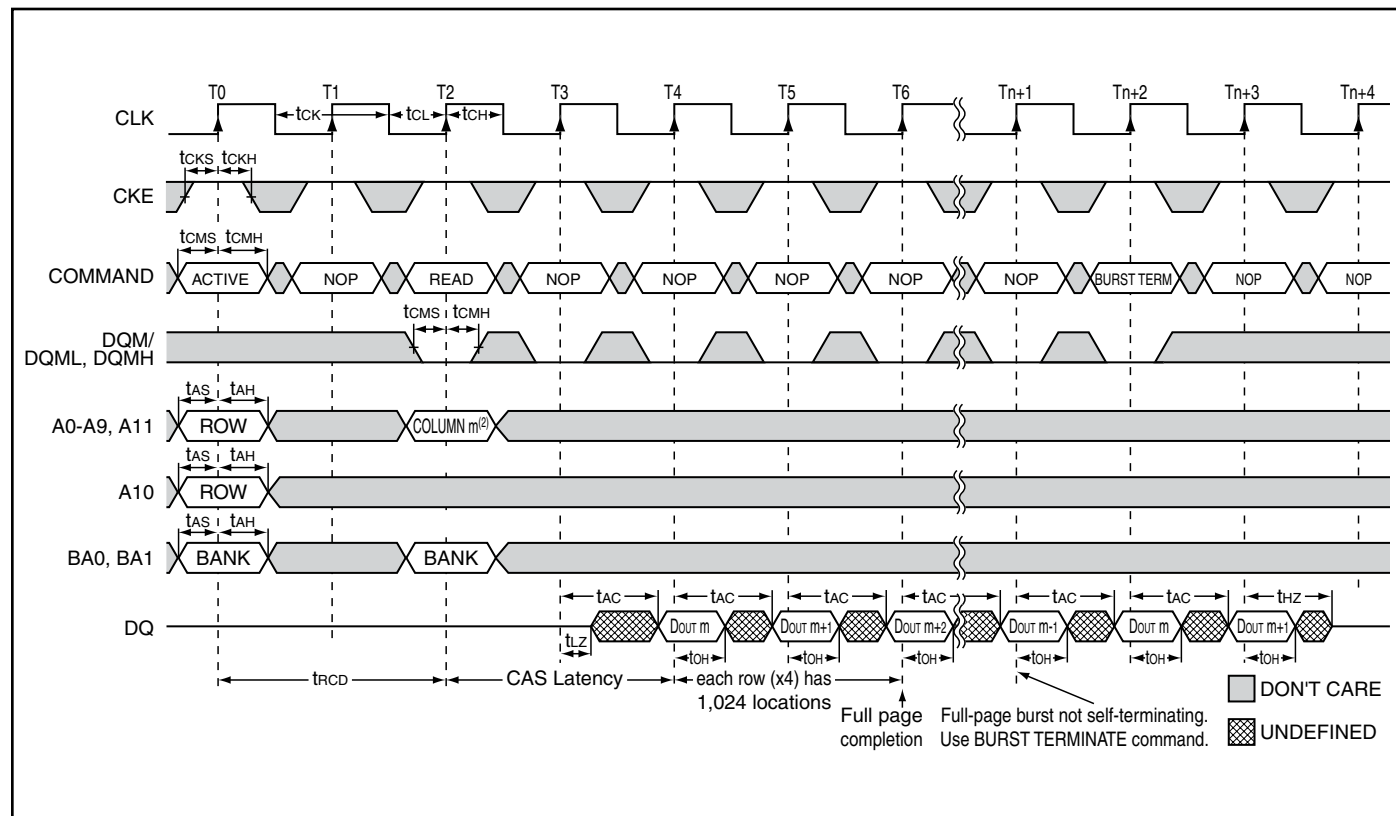 T0 T1 T2 T3 T4 T5 T6 Tn+1 Tn+2 Tn+3 Tn+4
CLK
tCK tCL tCH
tCKS tCKH
CKE
tCMS tCMH
COMMAND ACTIVE NOP READ NOP NOP NOP NOP NOP BURST TERM NOP NOP
tCMS tCMH
DQM/
DQML, DQMH
tAS tAH
A0-A9, A11 ROW COLUMN m(2)
tAS tAH
A10 ROW
tAS tAH
BA0, BA1 BANK BANK
tAC tAC tAC tAC tAC tAC tHZ
DQ DOUT m DOUT m+1 DOUT m+2 DOUT m-1 DOUT m DOUT m+1
tLZ tOH tOH tOH tOH tOH tOH
tRCD CAS Latency each row (x4) has
1,024 locations
Full page
completion
Full-page burst not self-terminating.
Use BURST TERMINATE command.
DON'T CARE
UNDEFINED